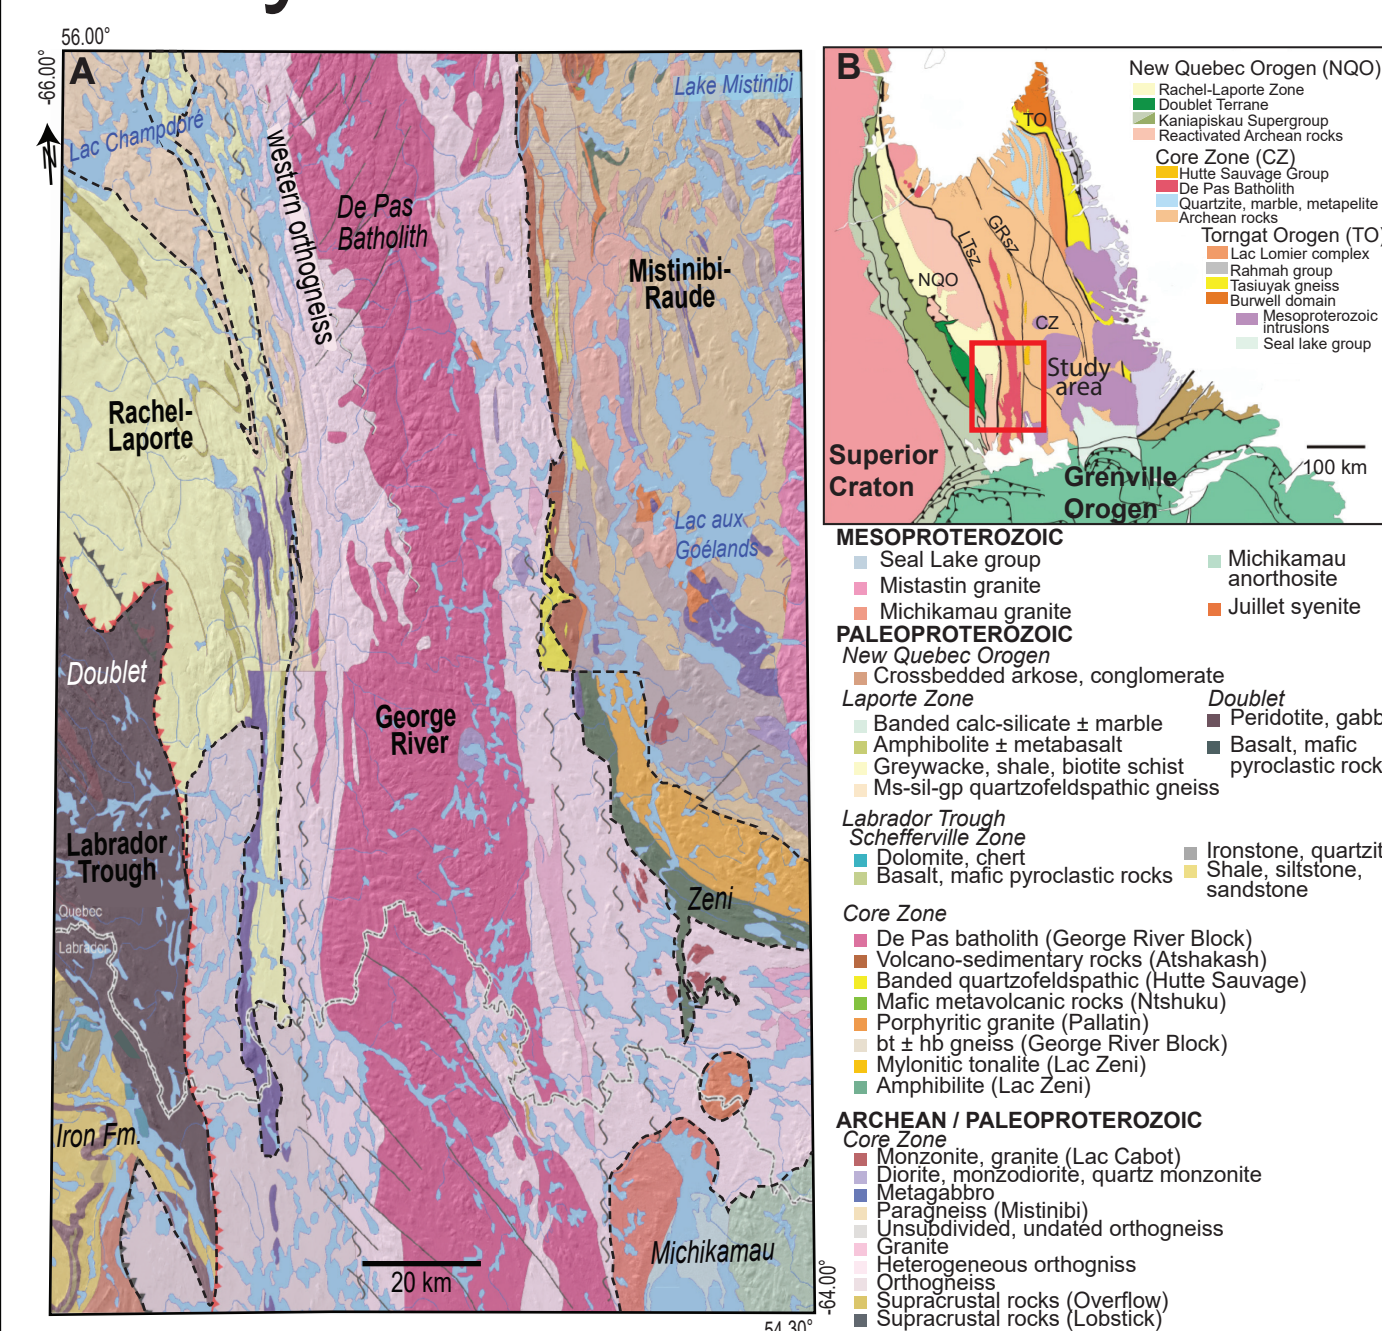 56.00°
-66.00°
A
N
Lac Champdoré
Lake Mistinibi
western orthogneiss
De Pas
Batholith
Mistinibi-
Raude
Rachel-
Laporte
Lac aux
Goélands
Doublet
George
River
Labrador
Trough
Quebec
Labrador
Zeni
Iron Fm.
Michikamau
20 km
-64.00°
54.30°
B
New Quebec Orogen (NQO)
Rachel-Laporte Zone
Doublet Terrane
Kaniapiskau Supergroup
Reactivated Archean rocks
Core Zone (CZ)
Hutte Sauvage Group
De Pas Batholith
Quartzite, marble, metapelite
Archean rocks
Torngat Orogen (TO)
Lac Lomier complex
Rahmah group
Tasiuyak gneiss
Burwell domain
Mesoproterozoic
intrusions
Seal lake group
TO
GRsz
LTsz
NQO
CZ
Study
area
Superior
Craton
Grenville
Orogen
100 km
MESOPROTEROZOIC
Seal Lake group
Mistastin granite
Michikamau granite
Michikamau
anorthosite
Juillet syenite
PALEOPROTEROZOIC
New Quebec Orogen
Crossbedded arkose, conglomerate
Laporte Zone
Banded calc-silicate ± marble
Amphibolite ± metabasalt
Greywacke, shale, biotite schist
Ms-sil-gp quartzofeldspathic gneiss
Doublet
Peridotite, gabb
Basalt, mafic
pyroclastic rock
Labrador Trough
Schefferville Zone
Dolomite, chert
Basalt, mafic pyroclastic rocks
Ironstone, quartzit
Shale, siltstone,
sandstone
Core Zone
De Pas batholith (George River Block)
Volcano-sedimentary rocks (Atshakash)
Banded quartzofeldspathic (Hutte Sauvage)
Mafic metavolcanic rocks (Ntshuku)
Porphyritic granite (Pallatin)
bt ± hb gneiss (George River Block)
Mylonitic tonalite (Lac Zeni)
Amphibilite (Lac Zeni)
ARCHEAN / PALEOPROTEROZOIC
Core Zone
Monzonite, granite (Lac Cabot)
Diorite, monzodiorite, quartz monzonite
Metagabbro
Paragneiss (Mistinibi)
Unsubdivided, undated orthogneiss
Granite
Heterogeneous orthogniss
Orthogneiss
Supracrustal rocks (Overflow)
Supracrustal rocks (Lobstick)